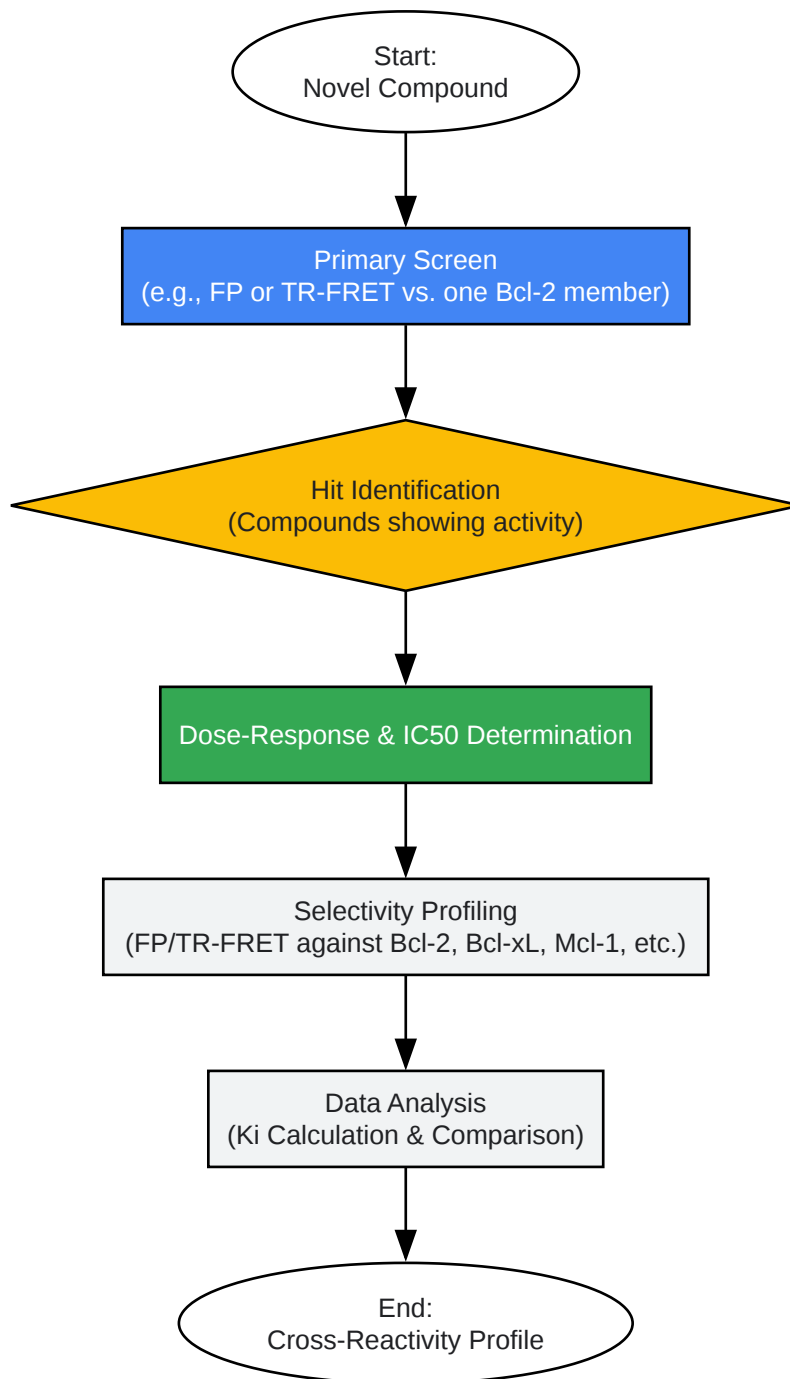 Start:
Novel Compound
Primary Screen
(e.g., FP or TR-FRET vs. one Bcl-2 member)
Hit Identification
(Compounds showing activity)
Dose-Response & IC50 Determination
Selectivity Profiling
(FP/TR-FRET against Bcl-2, Bcl-xL, Mcl-1, etc.)
Data Analysis
(Ki Calculation & Comparison)
End:
Cross-Reactivity Profile